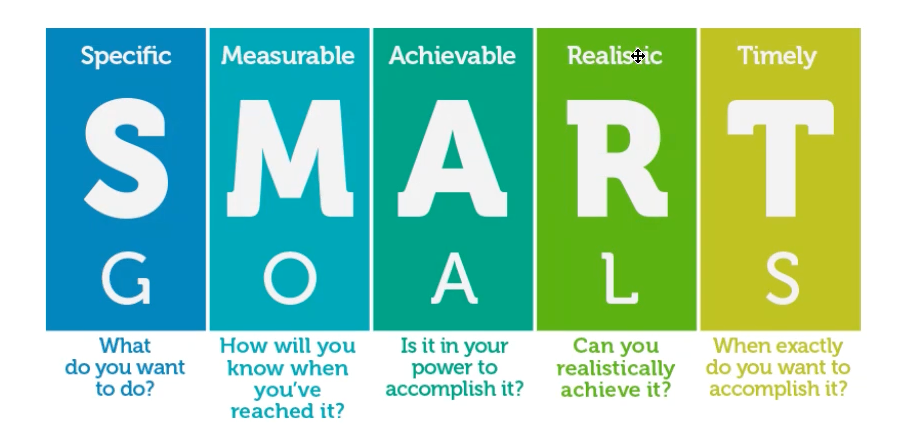 Specific Measurable Achievable Realistic Timely
S M A R T
G O A L S
What
do you want
to do?
How will you
know when
you've
reached it?
Is it in your
power to
accomplish it?
Can you
realistically
achieve it?
When exactly
do you want to
accomplish it?